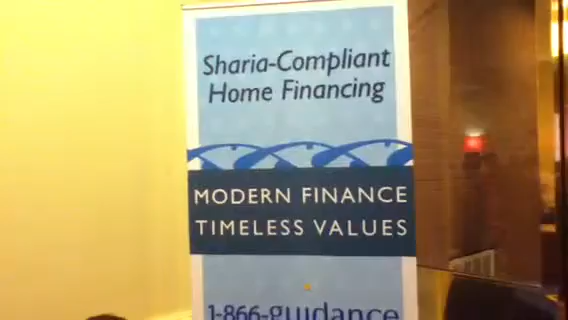 Sharia-Compliant
Home Financing
MODERN FINANCE
TIMELESS VALUES
1-866-guidance